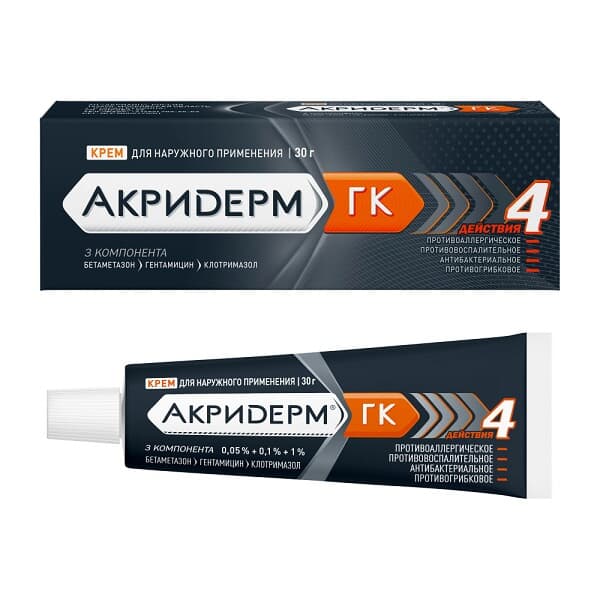 КРЕМ ДЛЯ НАРУЖНОГО ПРИМЕНЕНИЯ | 30 г
АКРИДЕРМ ГК
4
ДЕЙСТВИЯ
3 КОМПОНЕНТА
БЕТАМЕТАЗОН > ГЕНТАМИЦИН > КЛОТРИМАЗОЛ
ПРОТИВОАЛЛЕРГИЧЕСКОЕ
ПРОТИВОВОСПАЛИТЕЛЬНОЕ
АНТИБАКТЕРИАЛЬНОЕ
ПРОТИВОГРИБКОВОЕ
КРЕМ ДЛЯ НАРУЖНОГО ПРИМЕНЕНИЯ | 30 г
АКРИДЕРМ® ГК
4
ДЕЙСТВИЯ
3 КОМПОНЕНТА 0,05% + 0,1% + 1%
БЕТАМЕТАЗОН > ГЕНТАМИЦИН > КЛОТРИМАЗОЛ
ПРОТИВОАЛЛЕРГИЧЕСКОЕ
ПРОТИВОВОСПАЛИТЕЛЬНОЕ
АНТИБАКТЕРИАЛЬНОЕ
ПРОТИВОГРИБКОВОЕ